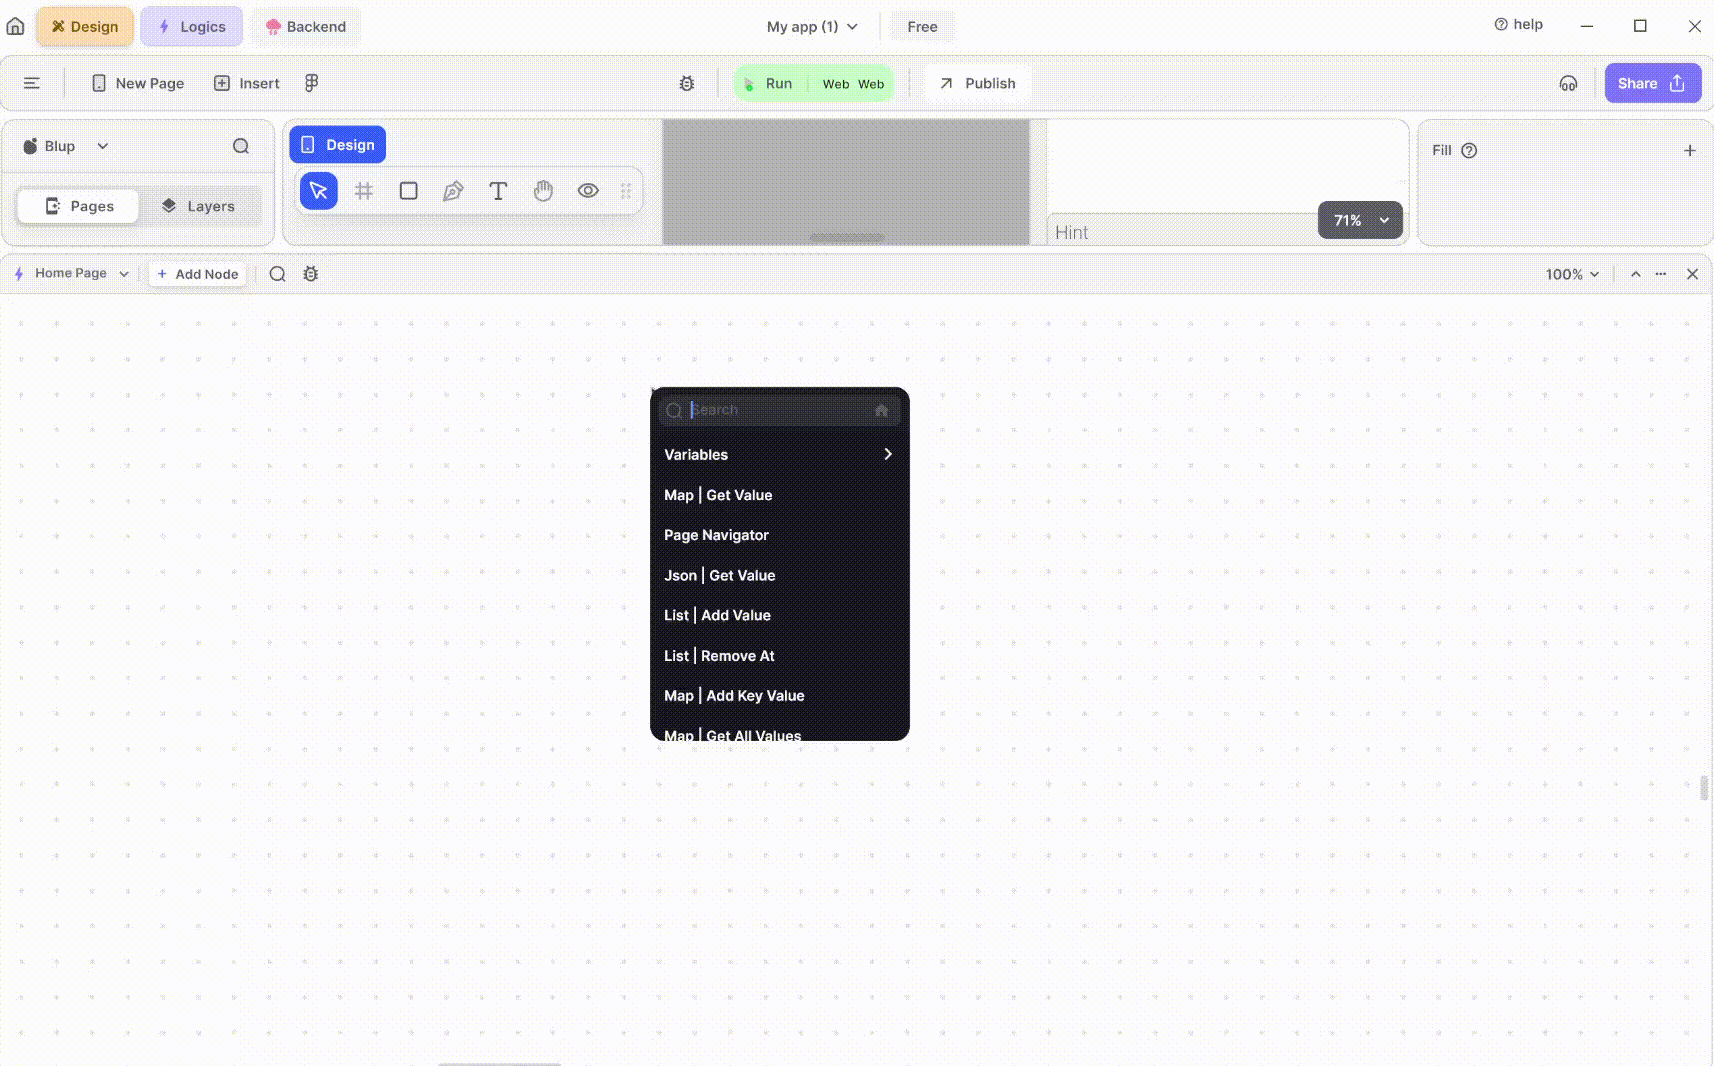 Design Logics Backend My app (1) Free help
New Page Insert Run Web Web Publish Share
Blup Design Fill
Pages Layers 71%
Hint
Home Page + Add Node 100%
Search
Variables
Map | Get Value
Page Navigator
Json | Get Value
List | Add Value
List | Remove At
Map | Add Key Value
Map | Get All Values